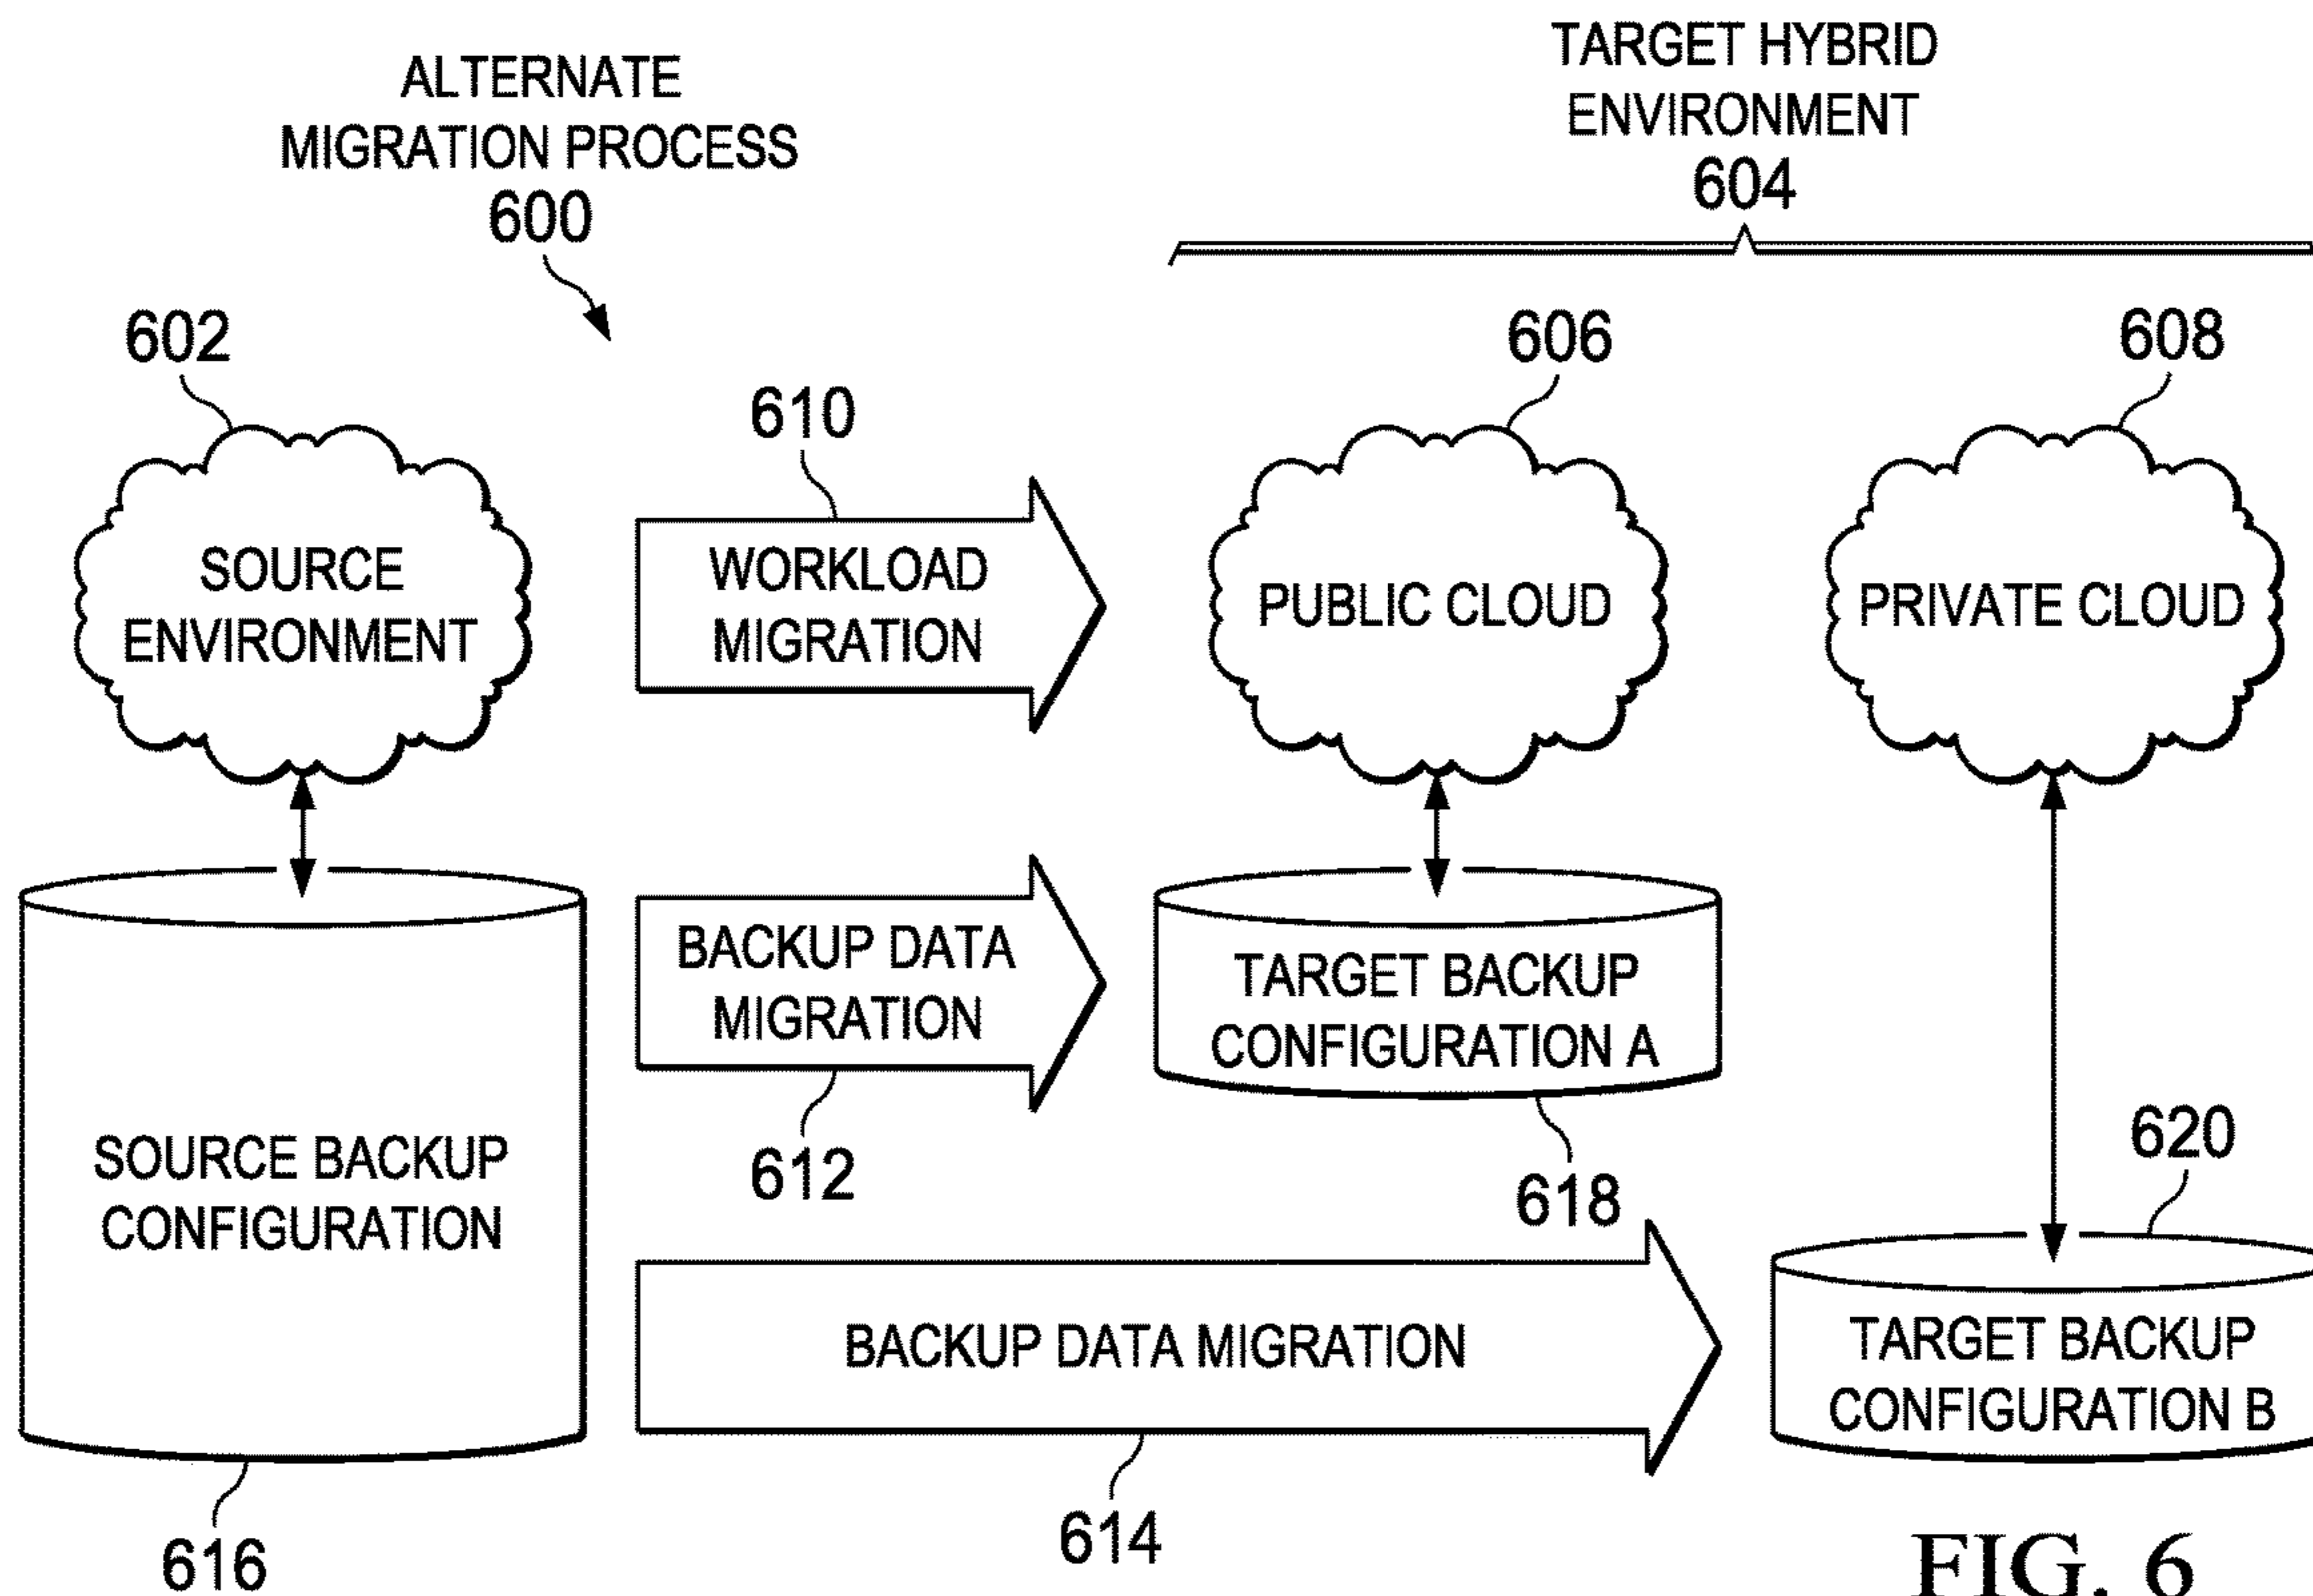 ALTERNATE
MIGRATION PROCESS
600
TARGET HYBRID
ENVIRONMENT
604
602
606
608
610
SOURCE
ENVIRONMENT
WORKLOAD
MIGRATION
PUBLIC CLOUD
PRIVATE CLOUD
BACKUP DATA
MIGRATION
612
TARGET BACKUP
CONFIGURATION A
618
620
SOURCE BACKUP
CONFIGURATION
616
BACKUP DATA MIGRATION
614
TARGET BACKUP
CONFIGURATION B
FIG. 6